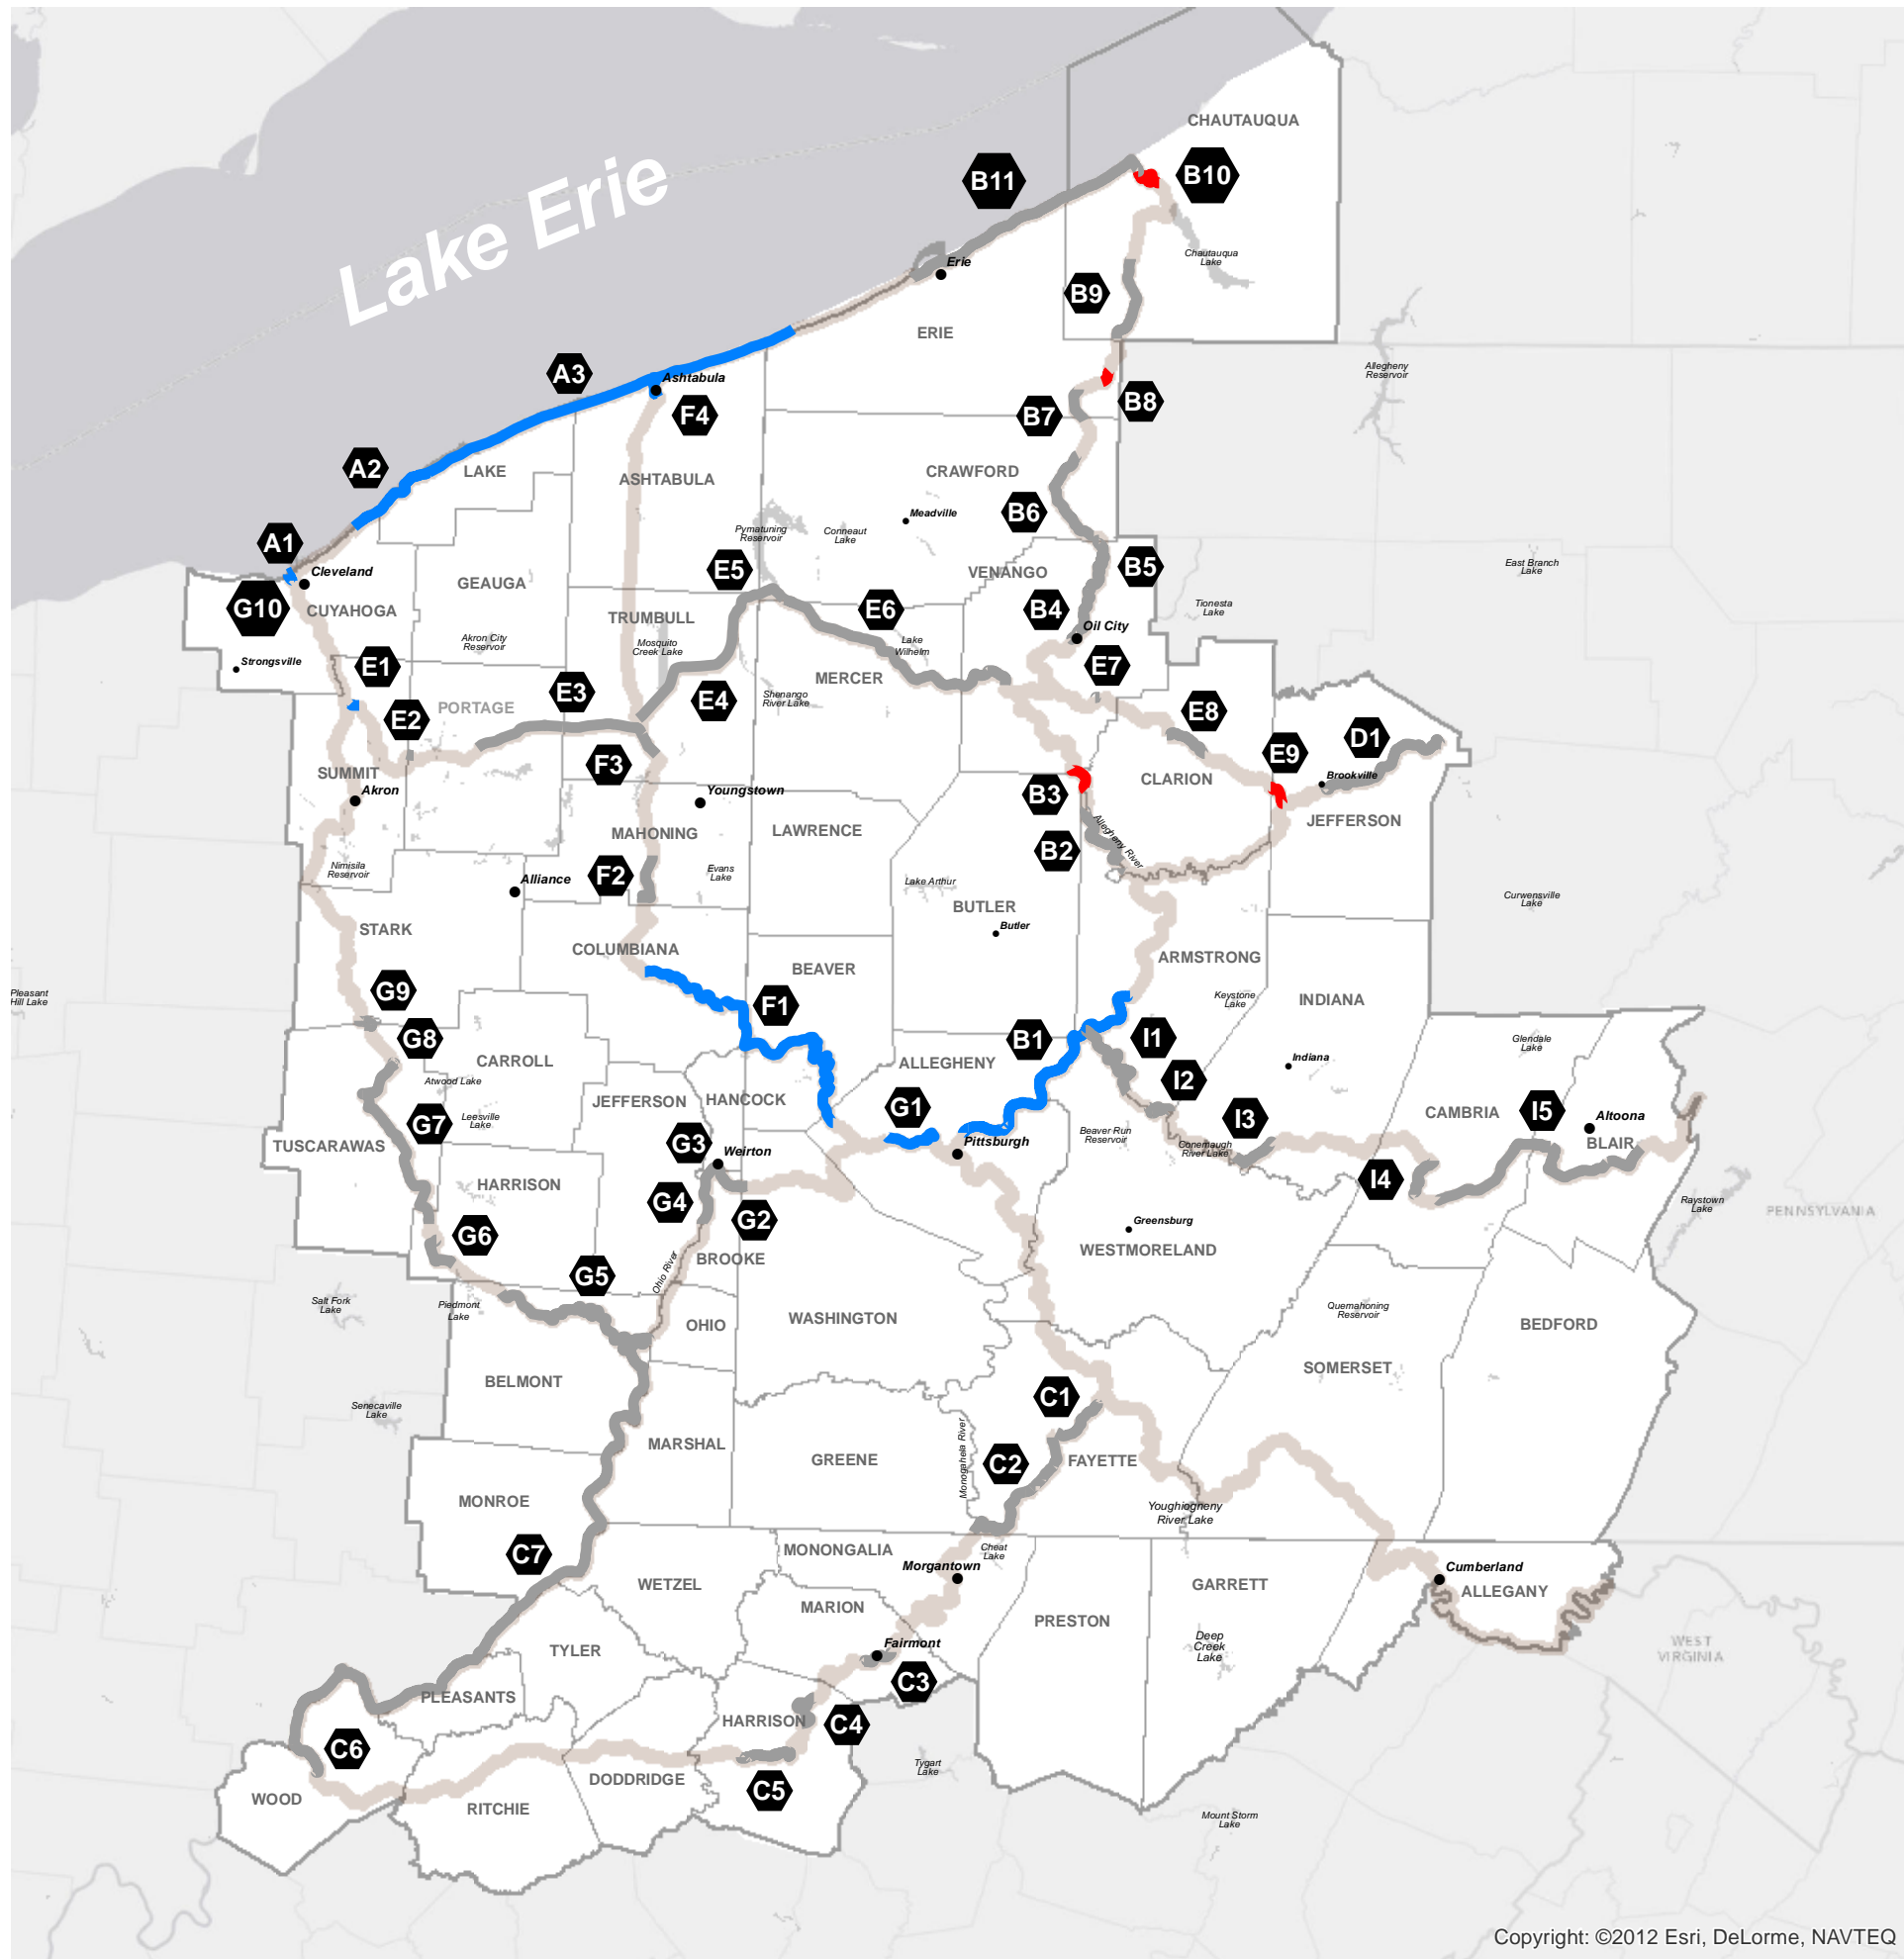 CHAUTAUQUA
B11
B10
Lake Erie
Chautauqua
Lake
Erie
B9
ERIE
A3
Ashtabula
Allegheny
Reservoir
B8
F4
B7
A2
LAKE
ASHTABULA
CRAWFORD
Meadville
B6
Pymatuning
Reservoir
Conneaut
Lake
A1
Cleveland
GEAUGA
E5
VENANGO
B5
East Branch
Lake
G10
CUYAHOGA
TRUMBULL
E6
B4
Tionesta
Lake
Oil City
Akron City
Reservoir
Mosquito
Creek Lake
Lake
Wilhelm
Strongsville
E1
E7
MERCER
E3
E4
Shenango
River Lake
PORTAGE
E2
E8
D1
E9
F3
SUMMIT
CLARION
Brookville
Akron
Youngstown
B3
JEFFERSON
MAHONING
LAWRENCE
Allegheny River
B2
Nimisila
Reservoir
F2
Evans
Lake
Alliance
Lake Arthur
Curwensville
Lake
BUTLER
Butler
STARK
COLUMBIANA
ARMSTRONG
BEAVER
G9
Pleasant
Hill Lake
F1
Keystone
Lake
INDIANA
G8
B1
I1
Glendale
Lake
CARROLL
ALLEGHENY
Indiana
Atwood Lake
I2
JEFFERSON
HANCOCK
G7
Leesville
Lake
G1
CAMBRIA
I5
Altoona
I3
Beaver Run
Reservoir
TUSCARAWAS
G3
Weirton
Pittsburgh
Conemaugh
River Lake
BLAIR
HARRISON
I4
G4
Raystown
Lake
PENNSYLVANIA
G2
Greensburg
G6
WESTMORELAND
BROOKE
Ohio River
G5
Salt Fork
Lake
Piedmont
Lake
Quemahoning
Reservoir
WASHINGTON
OHIO
BEDFORD
SOMERSET
BELMONT
C1
Senecaville
Lake
MARSHAL
Monogahela River
GREENE
C2
FAYETTE
MONROE
Youghiogneny
River Lake
C7
MONONGALIA
Cheat
Lake
Morgantown
Cumberland
WETZEL
GARRETT
ALLEGANY
MARION
PRESTON
Fairmont
Deep
Creek
Lake
WEST
VIRGINIA
TYLER
C3
PLEASANTS
HARRISON
C4
C6
Tygart
Lake
DODDRIDGE
C5
WOOD
RITCHIE
Mount Storm
Lake
Copyright: ©2012 Esri, DeLorme, NAVTEQ